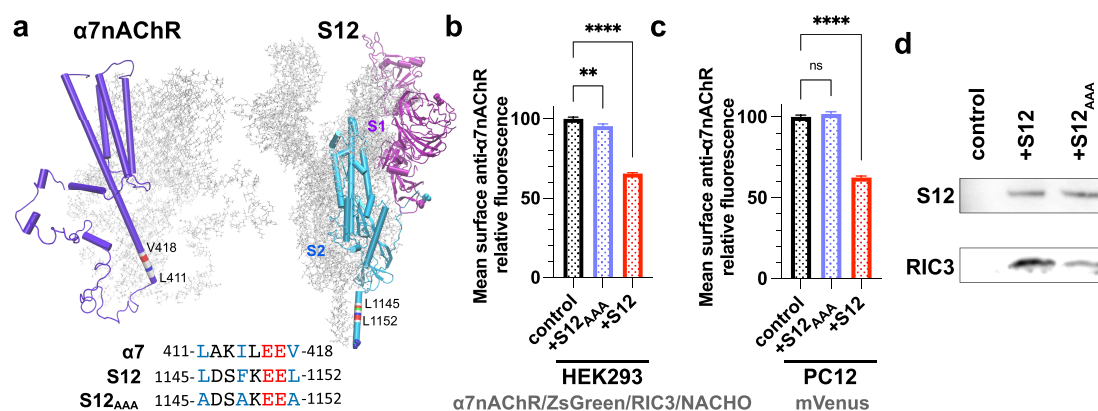 a
α7nAChR
S12
S1
S2
V418
L411
L1145
L1152
α7 411-LAKILEEV-418
S12 1145-LDSFKEEL-1152
S12AAA 1145-ADSAKEEA-1152
b
Mean surface anti-α7nAChR
relative fluorescence
100
50
0
**
****
control
+S12AAA
+S12
HEK293
α7nAChR/ZsGreen/RIC3/NACHO
c
Mean surface anti-α7nAChR
relative fluorescence
100
50
0
ns
****
control
+S12AAA
+S12
PC12
mVenus
d
control
+S12
+S12AAA
S12
RIC3